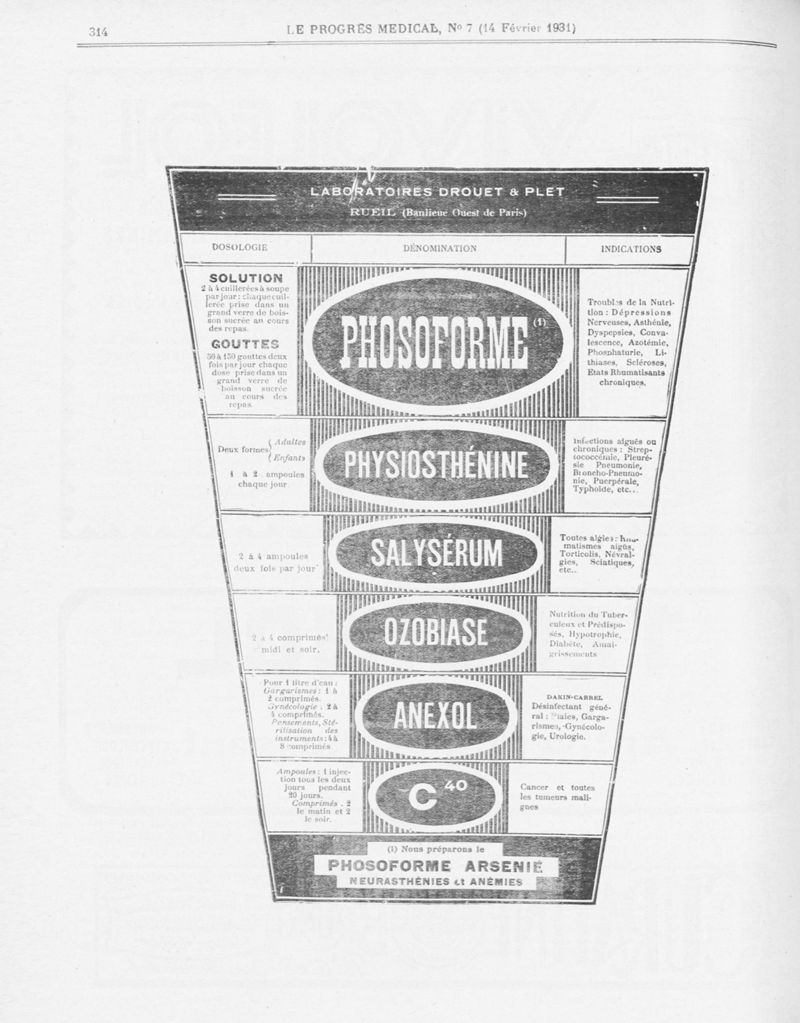 314
LE PROGRÈS MEDICAL, No 7 (14 Février 1931)
LABORATOIRES DROUET & PLET
RUEIL (Banlieue Ouest de Paris)
DOSOLOGIE
DÉNOMINATION
INDICATIONS
SOLUTION
2 à 4 cuillerées à soupe
par jour : chaque cuil-
lerée prise dans un
grand verre de bois-
son sucrée au cours
des repas.
GOUTTES
50 à 150 gouttes deux
fois par jour chaque
dose prise dans un
grand verre de
boisson sucrée
au cours des
repas.
PHOSOFORME (1)
Troubles de la Nutri-
tion : Dépressions
Nerveuses, Asthénie,
Dyspepsies, Conva-
lescence, Azotémie,
Phosphaturie, Li-
thiases, Scléroses,
Etats Rhumatisants
chroniques.
Deux formes
Adultes
Enfants
1 à 2 ampoules
chaque jour
PHYSIOSTHÉNINE
Infections aiguës ou
chroniques : Strep-
tococcémie, Pleuré-
sie Pneumonie,
Broncho-Pneumo-
nie, Puerpérale,
Typhoïde, etc...
2 à 4 ampoules
deux fois par jour
SALYSÉRUM
Toutes algies : Rhu-
matismes aigüs,
Torticolis, Névral-
gies, Sciatiques,
etc..
2 à 4 comprimés
midi et soir.
OZOBIASE
Nutrition du Tuber-
culeux et Prédispo-
sés, Hypotrophie,
Diabète, Amai-
grissements
Pour 1 litre d'eau :
Gargarismes : 1 à
2 comprimés.
Gynécologie : 2 à
4 comprimés.
Pensements, Sté-
rilisation des
instruments : 4 à
8 comprimés
ANEXOL
DAKIN-CARREL
Désinfectant géné-
ral : Plaies, Garga-
rismes, Gynécolo-
gie, Urologie.
Ampoules : 1 injec-
tion tous les deux
jours pendant
20 jours.
Comprimés . 2
le matin et 2
le soir.
C 40
Cancer et toutes
les tumeurs mali-
gnes
(1) Nous préparons le
PHOSOFORME ARSENIÉ
NEURASTHÉNIES et ANÉMIES